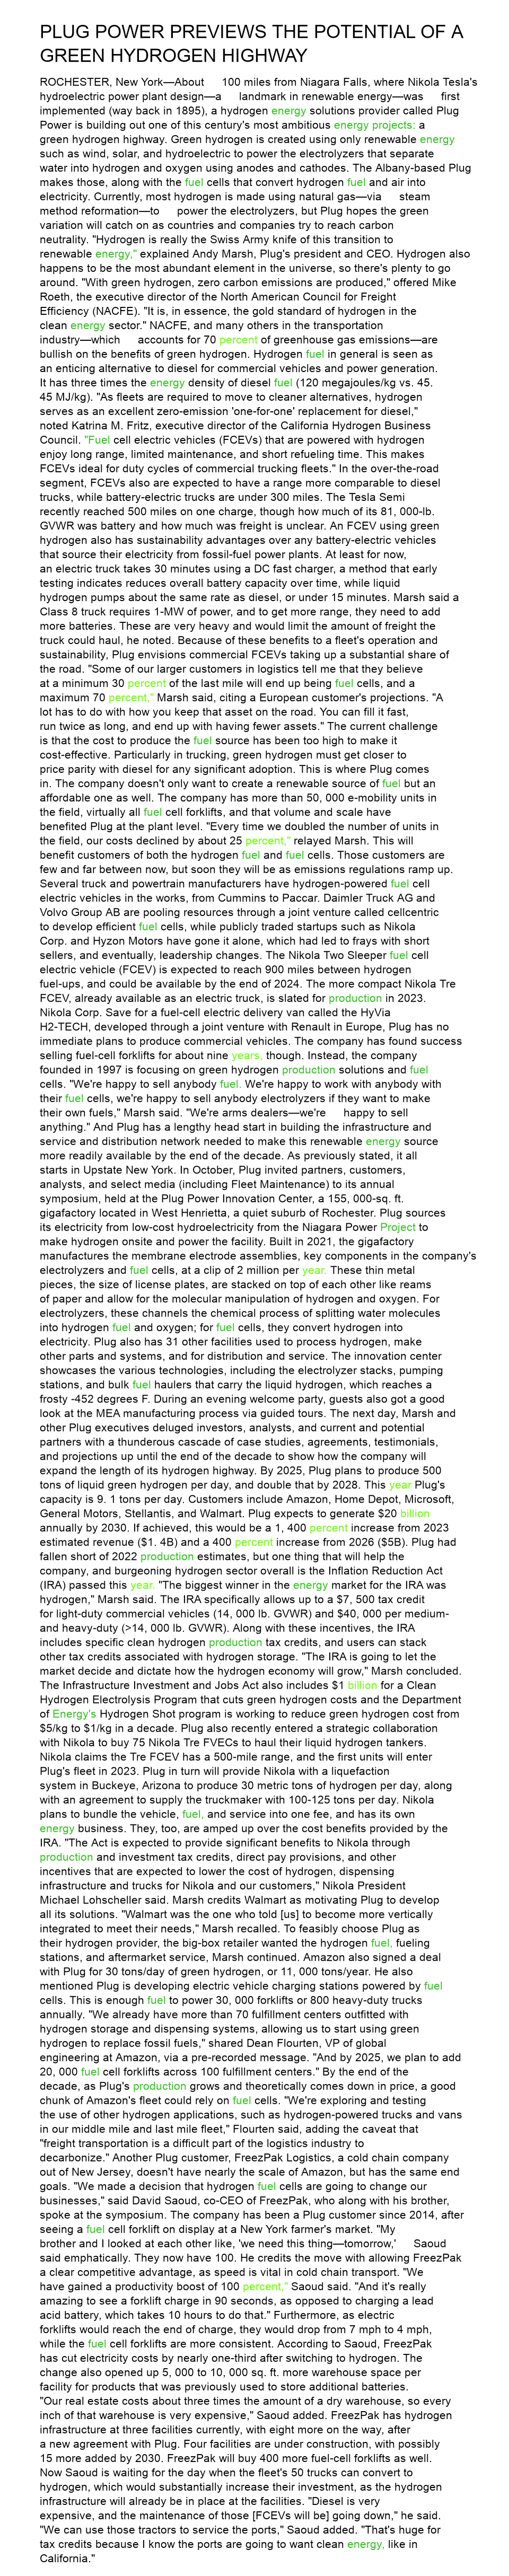 PLUG POWER PREVIEWS THE POTENTIAL OF A
GREEN HYDROGEN HIGHWAY
ROCHESTER, New York—About 100 miles from Niagara Falls, where Nikola Tesla's
hydroelectric power plant design—a landmark in renewable energy—was first
implemented (way back in 1895), a hydrogen energy solutions provider called Plug
Power is building out one of this century's most ambitious energy projects: a
green hydrogen highway. Green hydrogen is created using only renewable energy
such as wind, solar, and hydroelectric to power the electrolyzers that separate
water into hydrogen and oxygen using anodes and cathodes. The Albany-based Plug
makes those, along with the fuel cells that convert hydrogen fuel and air into
electricity. Currently, most hydrogen is made using natural gas—via steam
method reformation—to power the electrolyzers, but Plug hopes the green
variation will catch on as countries and companies try to reach carbon
neutrality. "Hydrogen is really the Swiss Army knife of this transition to
renewable energy," explained Andy Marsh, Plug's president and CEO. Hydrogen also
happens to be the most abundant element in the universe, so there's plenty to go
around. "With green hydrogen, zero carbon emissions are produced," offered Mike
Roeth, the executive director of the North American Council for Freight
Efficiency (NACFE). "It is, in essence, the gold standard of hydrogen in the
clean energy sector." NACFE, and many others in the transportation
industry—which accounts for 70 percent of greenhouse gas emissions—are
bullish on the benefits of green hydrogen. Hydrogen fuel in general is seen as
an enticing alternative to diesel for commercial vehicles and power generation.
It has three times the energy density of diesel fuel (120 megajoules/kg vs. 45.
45 MJ/kg). "As fleets are required to move to cleaner alternatives, hydrogen
serves as an excellent zero-emission 'one-for-one' replacement for diesel,"
noted Katrina M. Fritz, executive director of the California Hydrogen Business
Council. "Fuel cell electric vehicles (FCEVs) that are powered with hydrogen
enjoy long range, limited maintenance, and short refueling time. This makes
FCEVs ideal for duty cycles of commercial trucking fleets." In the over-the-road
segment, FCEVs also are expected to have a range more comparable to diesel
trucks, while battery-electric trucks are under 300 miles. The Tesla Semi
recently reached 500 miles on one charge, though how much of its 81, 000-lb.
GVWR was battery and how much was freight is unclear. An FCEV using green
hydrogen also has sustainability advantages over any battery-electric vehicles
that source their electricity from fossil-fuel power plants. At least for now,
an electric truck takes 30 minutes using a DC fast charger, a method that early
testing indicates reduces overall battery capacity over time, while liquid
hydrogen pumps about the same rate as diesel, or under 15 minutes. Marsh said a
Class 8 truck requires 1-MW of power, and to get more range, they need to add
more batteries. These are very heavy and would limit the amount of freight the
truck could haul, he noted. Because of these benefits to a fleet's operation and
sustainability, Plug envisions commercial FCEVs taking up a substantial share of
the road. "Some of our larger customers in logistics tell me that they believe
at a minimum 30 percent of the last mile will end up being fuel cells, and a
maximum 70 percent," Marsh said, citing a European customer's projections. "A
lot has to do with how you keep that asset on the road. You can fill it fast,
run twice as long, and end up with having fewer assets." The current challenge
is that the cost to produce the fuel source has been too high to make it
cost-effective. Particularly in trucking, green hydrogen must get closer to
price parity with diesel for any significant adoption. This is where Plug comes
in. The company doesn't only want to create a renewable source of fuel but an
affordable one as well. The company has more than 50, 000 e-mobility units in
the field, virtually all fuel cell forklifts, and that volume and scale have
benefited Plug at the plant level. "Every time we doubled the number of units in
the field, our costs declined by about 25 percent," relayed Marsh. This will
benefit customers of both the hydrogen fuel and fuel cells. Those customers are
few and far between now, but soon they will be as emissions regulations ramp up.
Several truck and powertrain manufacturers have hydrogen-powered fuel cell
electric vehicles in the works, from Cummins to Paccar. Daimler Truck AG and
Volvo Group AB are pooling resources through a joint venture called cellcentric
to develop efficient fuel cells, while publicly traded startups such as Nikola
Corp. and Hyzon Motors have gone it alone, which had led to frays with short
sellers, and eventually, leadership changes. The Nikola Two Sleeper fuel cell
electric vehicle (FCEV) is expected to reach 900 miles between hydrogen
fuel-ups, and could be available by the end of 2024. The more compact Nikola Tre
FCEV, already available as an electric truck, is slated for production in 2023.
Nikola Corp. Save for a fuel-cell electric delivery van called the HyVia
H2-TECH, developed through a joint venture with Renault in Europe, Plug has no
immediate plans to produce commercial vehicles. The company has found success
selling fuel-cell forklifts for about nine years, though. Instead, the company
founded in 1997 is focusing on green hydrogen production solutions and fuel
cells. "We're happy to sell anybody fuel. We're happy to work with anybody with
their fuel cells, we're happy to sell anybody electrolyzers if they want to make
their own fuels," Marsh said. "We're arms dealers—we're happy to sell
anything." And Plug has a lengthy head start in building the infrastructure and
service and distribution network needed to make this renewable energy source
more readily available by the end of the decade. As previously stated, it all
starts in Upstate New York. In October, Plug invited partners, customers,
analysts, and select media (including Fleet Maintenance) to its annual
symposium, held at the Plug Power Innovation Center, a 155, 000-sq. ft.
gigafactory located in West Henrietta, a quiet suburb of Rochester. Plug sources
its electricity from low-cost hydroelectricity from the Niagara Power Project to
make hydrogen onsite and power the facility. Built in 2021, the gigafactory
manufactures the membrane electrode assemblies, key components in the company's
electrolyzers and fuel cells, at a clip of 2 million per year. These thin metal
pieces, the size of license plates, are stacked on top of each other like reams
of paper and allow for the molecular manipulation of hydrogen and oxygen. For
electrolyzers, these channels the chemical process of splitting water molecules
into hydrogen fuel and oxygen; for fuel cells, they convert hydrogen into
electricity. Plug also has 31 other facilities used to process hydrogen, make
other parts and systems, and for distribution and service. The innovation center
showcases the various technologies, including the electrolyzer stacks, pumping
stations, and bulk fuel haulers that carry the liquid hydrogen, which reaches a
frosty -452 degrees F. During an evening welcome party, guests also got a good
look at the MEA manufacturing process via guided tours. The next day, Marsh and
other Plug executives deluged investors, analysts, and current and potential
partners with a thunderous cascade of case studies, agreements, testimonials,
and projections up until the end of the decade to show how the company will
expand the length of its hydrogen highway. By 2025, Plug plans to produce 500
tons of liquid green hydrogen per day, and double that by 2028. This year Plug's
capacity is 9. 1 tons per day. Customers include Amazon, Home Depot, Microsoft,
General Motors, Stellantis, and Walmart. Plug expects to generate $20 billion
annually by 2030. If achieved, this would be a 1, 400 percent increase from 2023
estimated revenue ($1. 4B) and a 400 percent increase from 2026 ($5B). Plug had
fallen short of 2022 production estimates, but one thing that will help the
company, and burgeoning hydrogen sector overall is the Inflation Reduction Act
(IRA) passed this year. "The biggest winner in the energy market for the IRA was
hydrogen," Marsh said. The IRA specifically allows up to a $7, 500 tax credit
for light-duty commercial vehicles (14, 000 lb. GVWR) and $40, 000 per medium-
and heavy-duty (>14, 000 lb. GVWR). Along with these incentives, the IRA
includes specific clean hydrogen production tax credits, and users can stack
other tax credits associated with hydrogen storage. "The IRA is going to let the
market decide and dictate how the hydrogen economy will grow," Marsh concluded.
The Infrastructure Investment and Jobs Act also includes $1 billion for a Clean
Hydrogen Electrolysis Program that cuts green hydrogen costs and the Department
of Energy's Hydrogen Shot program is working to reduce green hydrogen cost from
$5/kg to $1/kg in a decade. Plug also recently entered a strategic collaboration
with Nikola to buy 75 Nikola Tre FVECs to haul their liquid hydrogen tankers.
Nikola claims the Tre FCEV has a 500-mile range, and the first units will enter
Plug's fleet in 2023. Plug in turn will provide Nikola with a liquefaction
system in Buckeye, Arizona to produce 30 metric tons of hydrogen per day, along
with an agreement to supply the truckmaker with 100-125 tons per day. Nikola
plans to bundle the vehicle, fuel, and service into one fee, and has its own
energy business. They, too, are amped up over the cost benefits provided by the
IRA. "The Act is expected to provide significant benefits to Nikola through
production and investment tax credits, direct pay provisions, and other
incentives that are expected to lower the cost of hydrogen, dispensing
infrastructure and trucks for Nikola and our customers," Nikola President
Michael Lohscheller said. Marsh credits Walmart as motivating Plug to develop
all its solutions. "Walmart was the one who told [us] to become more vertically
integrated to meet their needs," Marsh recalled. To feasibly choose Plug as
their hydrogen provider, the big-box retailer wanted the hydrogen fuel, fueling
stations, and aftermarket service, Marsh continued. Amazon also signed a deal
with Plug for 30 tons/day of green hydrogen, or 11, 000 tons/year. He also
mentioned Plug is developing electric vehicle charging stations powered by fuel
cells. This is enough fuel to power 30, 000 forklifts or 800 heavy-duty trucks
annually. "We already have more than 70 fulfillment centers outfitted with
hydrogen storage and dispensing systems, allowing us to start using green
hydrogen to replace fossil fuels," shared Dean Flourten, VP of global
engineering at Amazon, via a pre-recorded message. "And by 2025, we plan to add
20, 000 fuel cell forklifts across 100 fulfillment centers." By the end of the
decade, as Plug's production grows and theoretically comes down in price, a good
chunk of Amazon's fleet could rely on fuel cells. "We're exploring and testing
the use of other hydrogen applications, such as hydrogen-powered trucks and vans
in our middle mile and last mile fleet," Flourten said, adding the caveat that
"freight transportation is a difficult part of the logistics industry to
decarbonize." Another Plug customer, FreezPak Logistics, a cold chain company
out of New Jersey, doesn't have nearly the scale of Amazon, but has the same end
goals. "We made a decision that hydrogen fuel cells are going to change our
businesses," said David Saoud, co-CEO of FreezPak, who along with his brother,
spoke at the symposium. The company has been a Plug customer since 2014, after
seeing a fuel cell forklift on display at a New York farmer's market. "My
brother and I looked at each other like, 'we need this thing—tomorrow,' Saoud
said emphatically. They now have 100. He credits the move with allowing FreezPak
a clear competitive advantage, as speed is vital in cold chain transport. "We
have gained a productivity boost of 100 percent," Saoud said. "And it's really
amazing to see a forklift charge in 90 seconds, as opposed to charging a lead
acid battery, which takes 10 hours to do that." Furthermore, as electric
forklifts would reach the end of charge, they would drop from 7 mph to 4 mph,
while the fuel cell forklifts are more consistent. According to Saoud, FreezPak
has cut electricity costs by nearly one-third after switching to hydrogen. The
change also opened up 5, 000 to 10, 000 sq. ft. more warehouse space per
facility for products that was previously used to store additional batteries.
"Our real estate costs about three times the amount of a dry warehouse, so every
inch of that warehouse is very expensive," Saoud added. FreezPak has hydrogen
infrastructure at three facilities currently, with eight more on the way, after
a new agreement with Plug. Four facilities are under construction, with possibly
15 more added by 2030. FreezPak will buy 400 more fuel-cell forklifts as well.
Now Saoud is waiting for the day when the fleet's 50 trucks can convert to
hydrogen, which would substantially increase their investment, as the hydrogen
infrastructure will already be in place at the facilities. "Diesel is very
expensive, and the maintenance of those [FCEVs will be] going down," he said.
"We can use those tractors to service the ports," Saoud added. "That's huge for
tax credits because I know the ports are going to want clean energy, like in
California."